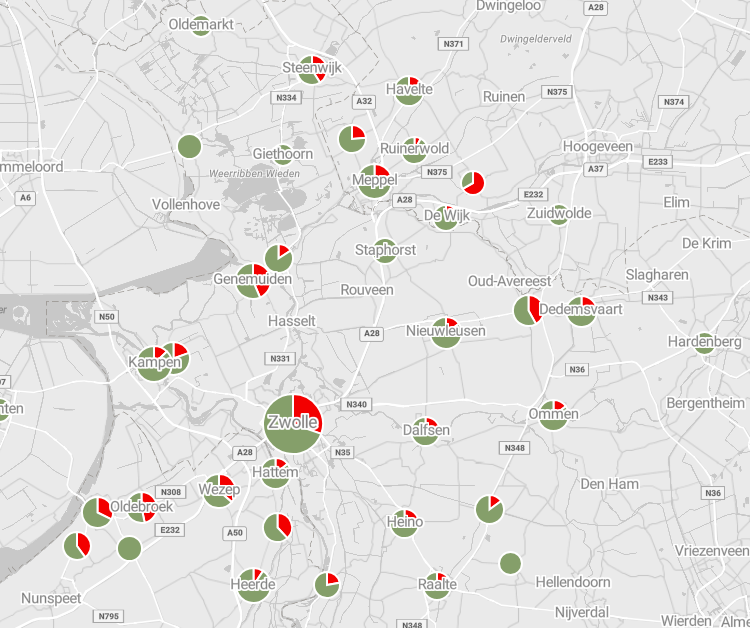 Dwingeloo
A28
Oldemarkt
N371
Dwingelderveld
Steenwijk
Havelte
N375
N334
A32
Ruinen
N374
Giethoorn
Ruinerwold
Hoogeveen
E233
mmeloord
Weerribben Wieden
Meppel
N375
A37
A6
Vollenhove
A28
E232
Elim
De Wijk
Zuidwolde
Staphorst
De Krim
Genemuiden
Oud-Avereest
Slagharen
Rouveen
N343
N50
Hasselt
Dedemsvaart
A28
Nieuwleusen
Hardenberg
Kampen
N331
N36
Bergentheim
N340
Zwolle
Ommen
Dalfsen
A28
N35
N348
Hattem
Den Ham
Wezep
N308
N36
Oldebroek
E232
A50
Heino
Vriezenveen
Nunspeet
Heerde
Raalte
Hellendoorn
N795
Nijverdal
N348
Wierden
Alme